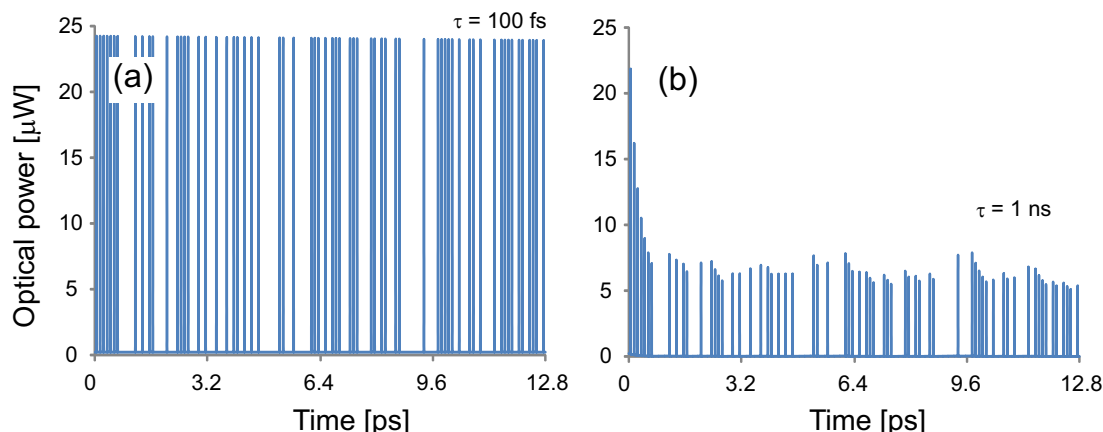 τ = 100 fs
(a)
Optical power [μW]
25
20
15
10
5
0
0 3.2 6.4 9.6 12.8
Time [ps]
(b)
τ = 1 ns
25
20
15
10
5
0
0 3.2 6.4 9.6 12.8
Time [ps]